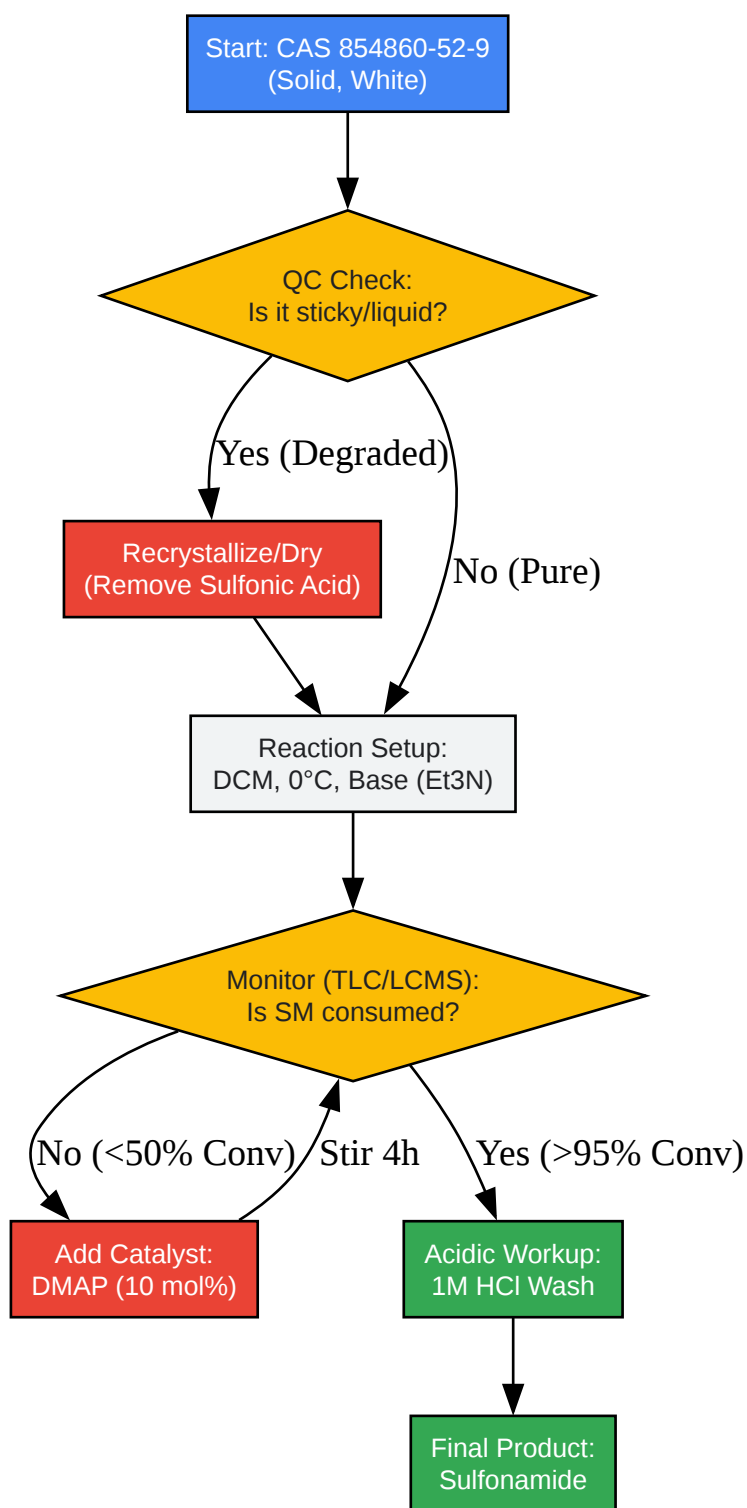 Start: CAS 854860-52-9
(Solid, White)
QC Check:
Is it sticky/liquid?
Yes (Degraded)
Recrystallize/Dry
(Remove Sulfonic Acid)
No (Pure)
Reaction Setup:
DCM, 0°C, Base (Et3N)
Monitor (TLC/LCMS):
Is SM consumed?
No (<50% Conv)
Stir 4h
Yes (>95% Conv)
Add Catalyst:
DMAP (10 mol%)
Acidic Workup:
1M HCl Wash
Final Product:
Sulfonamide